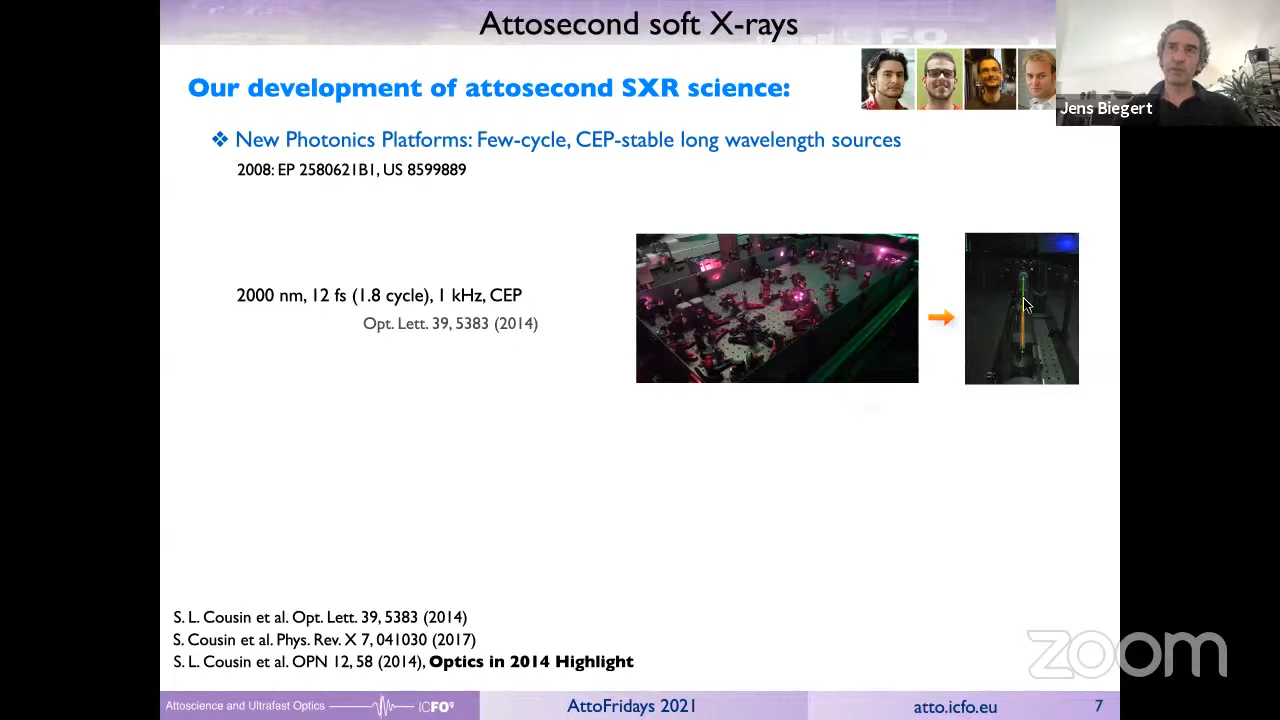 Attosecond soft X-rays
Our development of attosecond SXR science:
Jens Biegert
❖ New Photonics Platforms: Few-cycle, CEP-stable long wavelength sources
2008: EP 2580621B1, US 8599889
2000 nm, 12 fs (1.8 cycle), 1 kHz, CEP
Opt. Lett. 39, 5383 (2014)
S. L. Cousin et al. Opt. Lett. 39, 5383 (2014)
S. Cousin et al. Phys. Rev. X 7, 041030 (2017)
S. L. Cousin et al. OPN 12, 58 (2014), Optics in 2014 Highlight
zoom
Attoscience and Ultrafast Optics ICFO
AttoFridays 2021
atto.icfo.eu
7